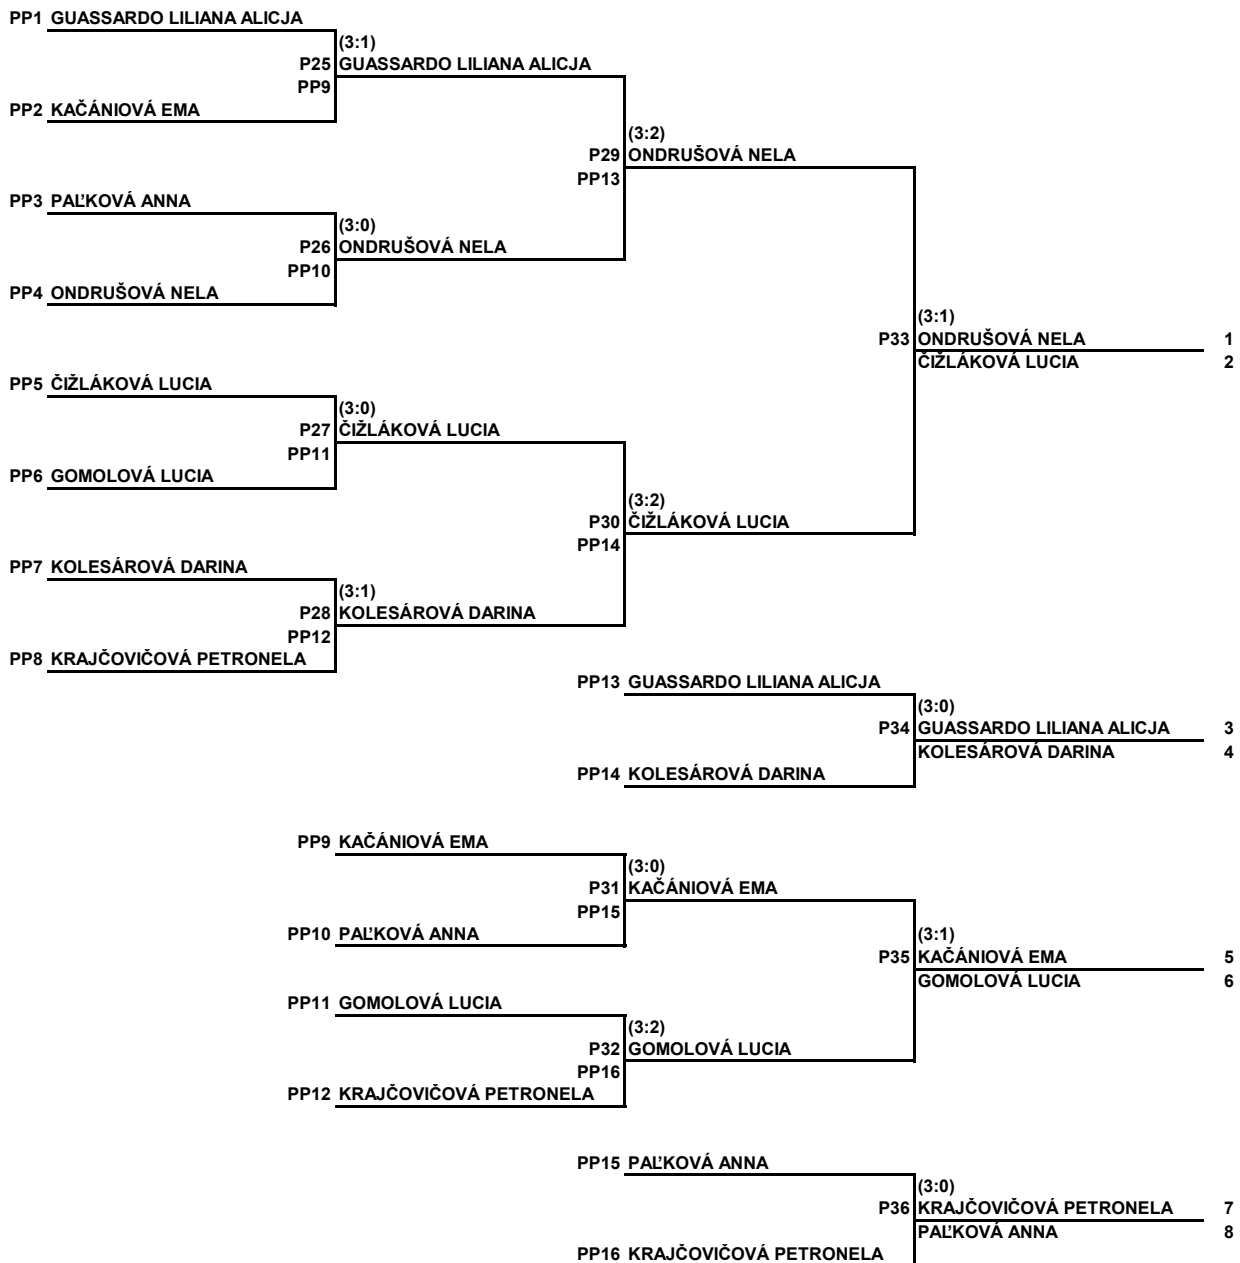 PP1 GUASSARDO LILIANA ALICJA
(3:1)
P25 GUASSARDO LILIANA ALICJA
PP9
PP2 KAČÁNIOVÁ EMA
(3:2)
P29 ONDRUŠOVÁ NELA
PP13
PP3 PAĽKOVÁ ANNA
(3:0)
P26 ONDRUŠOVÁ NELA
PP10
PP4 ONDRUŠOVÁ NELA
(3:1)
P33 ONDRUŠOVÁ NELA 1
ČIŽLÁKOVÁ LUCIA 2
PP5 ČIŽLÁKOVÁ LUCIA
(3:0)
P27 ČIŽLÁKOVÁ LUCIA
PP11
PP6 GOMOLOVÁ LUCIA
(3:2)
P30 ČIŽLÁKOVÁ LUCIA
PP14
PP7 KOLESÁROVÁ DARINA
(3:1)
P28 KOLESÁROVÁ DARINA
PP12
PP8 KRAJČOVIČOVÁ PETRONELA
PP13 GUASSARDO LILIANA ALICJA
(3:0)
P34 GUASSARDO LILIANA ALICJA 3
KOLESÁROVÁ DARINA 4
PP14 KOLESÁROVÁ DARINA
PP9 KAČÁNIOVÁ EMA
(3:0)
P31 KAČÁNIOVÁ EMA
PP15
PP10 PAĽKOVÁ ANNA
(3:1)
P35 KAČÁNIOVÁ EMA 5
GOMOLOVÁ LUCIA 6
PP11 GOMOLOVÁ LUCIA
(3:2)
P32 GOMOLOVÁ LUCIA
PP16
PP12 KRAJČOVIČOVÁ PETRONELA
PP15 PAĽKOVÁ ANNA
(3:0)
P36 KRAJČOVIČOVÁ PETRONELA 7
PAĽKOVÁ ANNA 8
PP16 KRAJČOVIČOVÁ PETRONELA